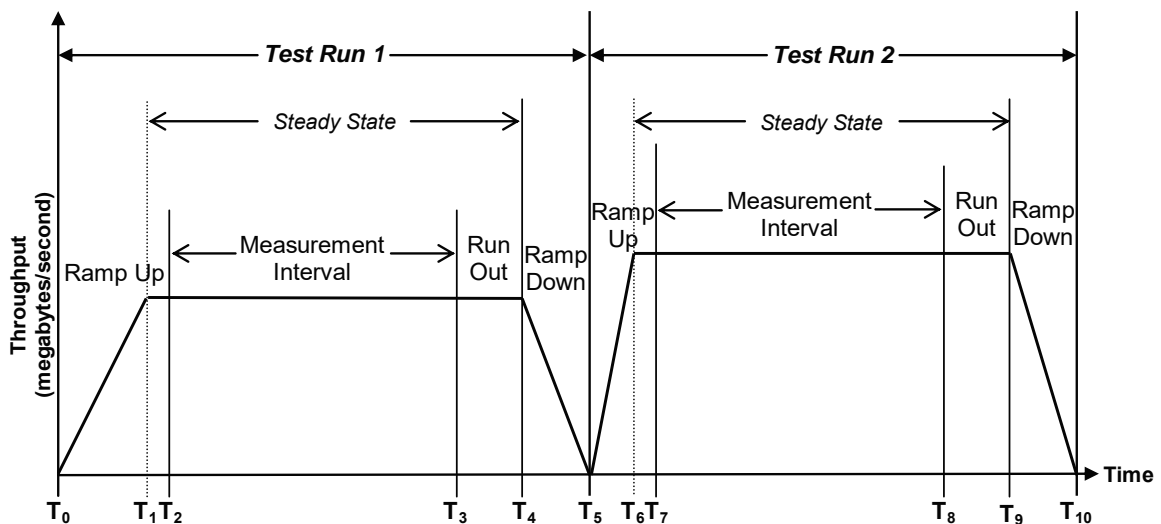 Test Run 1
Test Run 2
Steady State
Steady State
Throughput
(megabytes/second)
Ramp Up
Measurement
Interval
Run
Out
Ramp
Down
Ramp
Up
Measurement
Interval
Run
Out
Ramp
Down
Time
T0
T1
T2
T3
T4
T5
T6
T7
T8
T9
T10